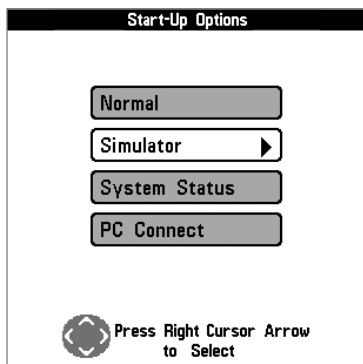 Start-Up Options
Normal
Simulator
System Status
PC Connect
Press Right Cursor Arrow
to Select